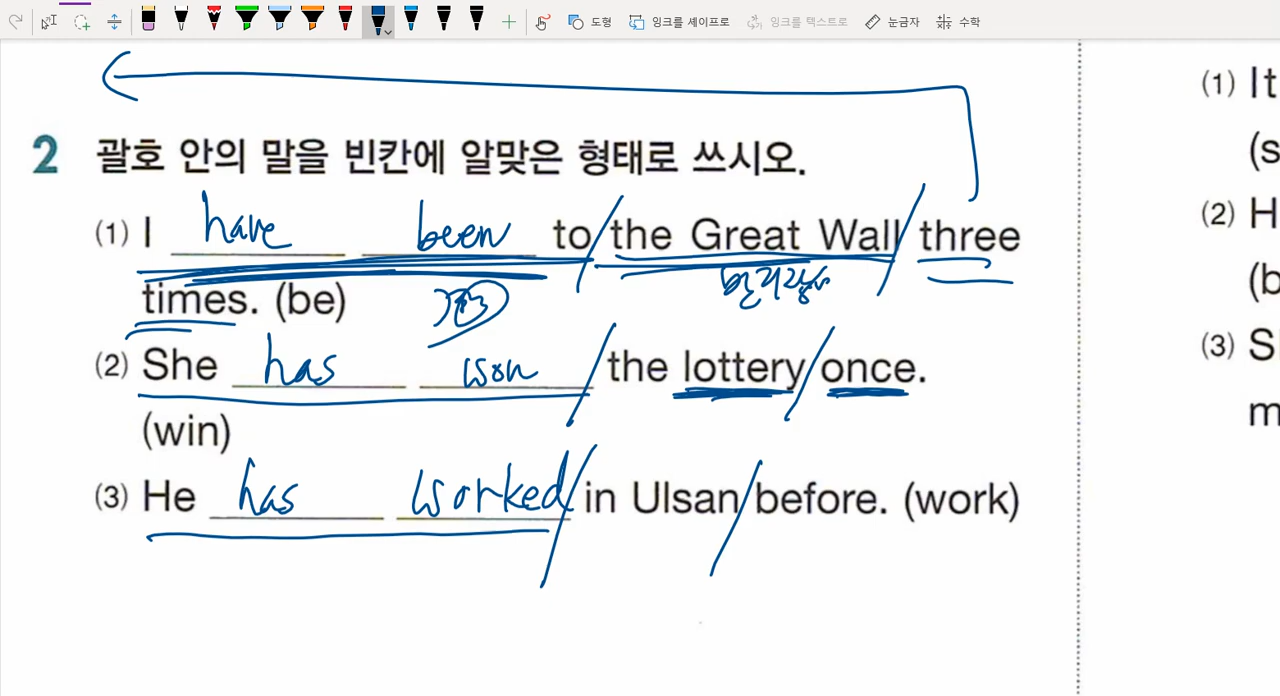 도형 잉크를 셰이프로 잉크를 텍스트로 눈금자 수학
2 괄호 안의 말을 빈칸에 알맞은 형태로 쓰시오.
(1) I have been to/the Great Wall/three
만리장성
times. (be)
(2) She has won /the lottery/once.
(win)
(3) He has worked/in Ulsan/before. (work)
(1) It
(s
(2) H
(b
(3) S
m